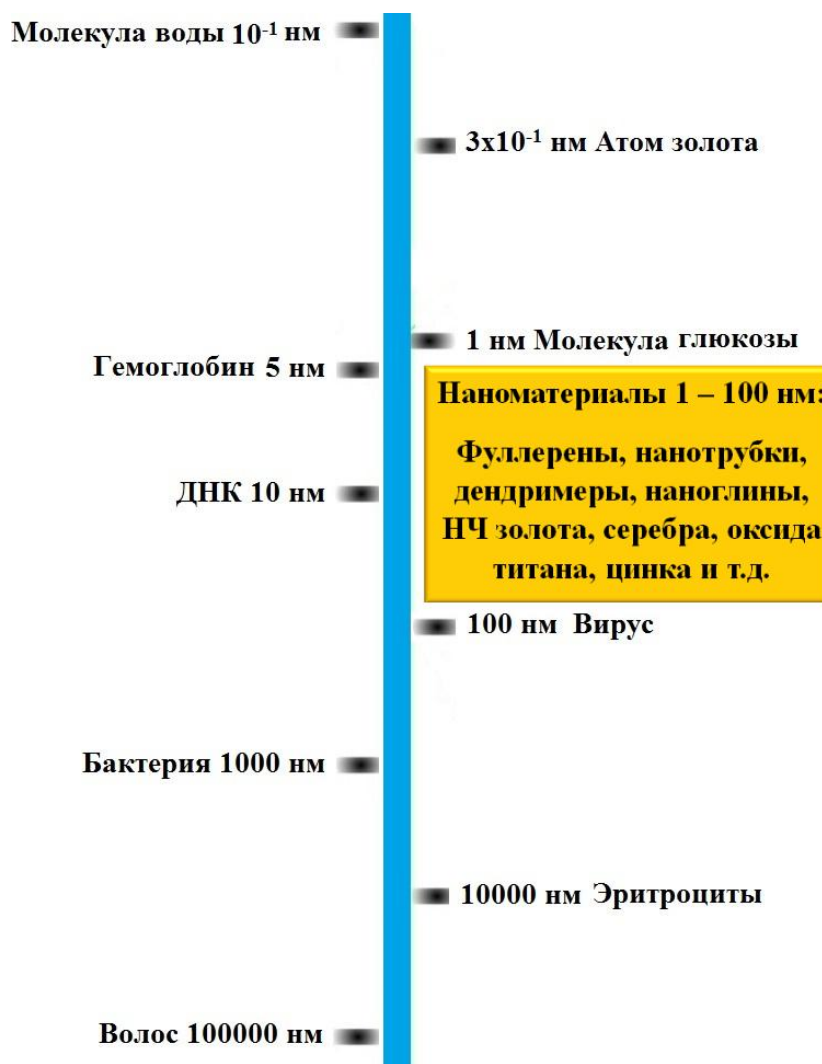 Молекула воды 10⁻¹ нм
3x10⁻¹ нм Атом золота
1 нм Молекула глюкозы
Гемоглобин 5 нм
Наноматериалы 1 – 100 нм:
Фуллерены, нанотрубки,
дендримеры, наноглины,
НЧ золота, серебра, оксида
титана, цинка и т.д.
ДНК 10 нм
100 нм Вирус
Бактерия 1000 нм
10000 нм Эритроциты
Волос 100000 нм